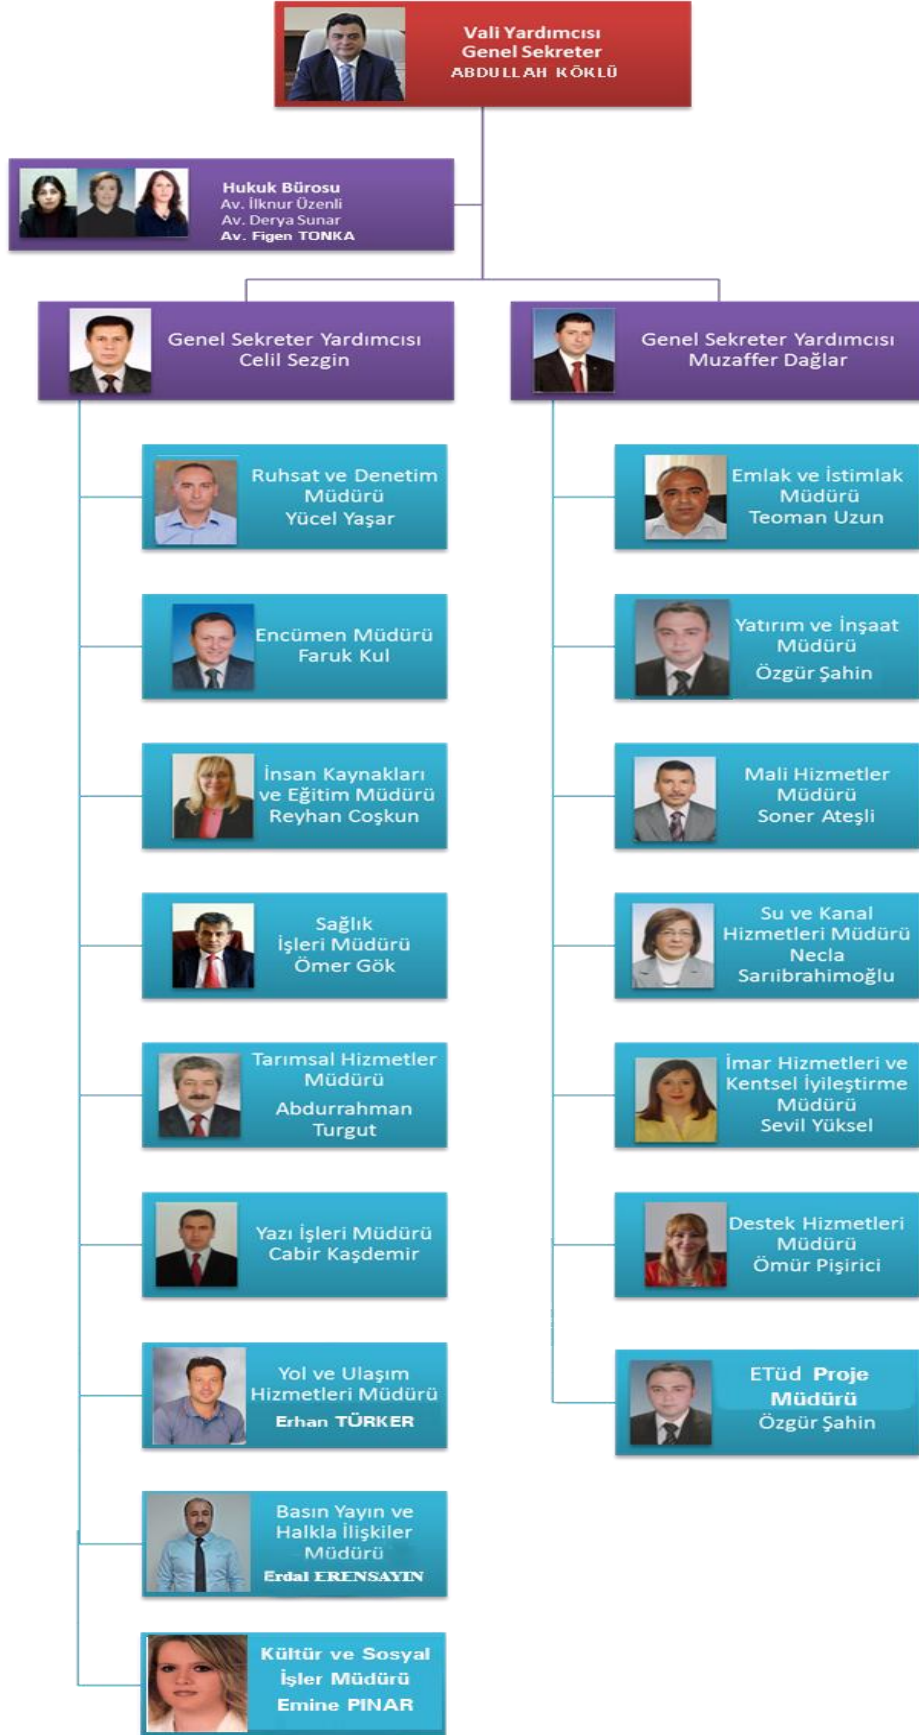 Vali Yardımcısı
Genel Sekreter
ABDULLAH KÖKLÜ
Hukuk Bürosu
Av. İlknur Üzenli
Av. Derya Sunar
Av. Figen TONKA
Genel Sekreter Yardımcısı
Celil Sezgin
Genel Sekreter Yardımcısı
Muzaffer Dağlar
Ruhsat ve Denetim
Müdürü
Yücel Yaşar
Encümen Müdürü
Faruk Kul
İnsan Kaynakları
ve Eğitim Müdürü
Reyhan Coşkun
Sağlık
İşleri Müdürü
Ömer Gök
Tarımsal Hizmetler
Müdürü
Abdurrahman
Turgut
Yazı İşleri Müdürü
Cabir Kaşdemir
Yol ve Ulaşım
Hizmetleri Müdürü
Erhan TÜRKER
Basın Yayın ve
Halkla İlişkiler
Müdürü
Erdal ERENSAYIN
Kültür ve Sosyal
İşler Müdürü
Emine PINAR
Emlak ve İstimlak
Müdürü
Teoman Uzun
Yatırım ve İnşaat
Müdürü
Özgür Şahin
Mali Hizmetler
Müdürü
Soner Ateşli
Su ve Kanal
Hizmetleri Müdürü
Necla
Sarıibrahimoğlu
İmar Hizmetleri ve
Kentsel İyileştirme
Müdürü
Sevil Yüksel
Destek Hizmetleri
Müdürü
Ömür Pişirici
ETüd Proje
Müdürü
Özgür Şahin